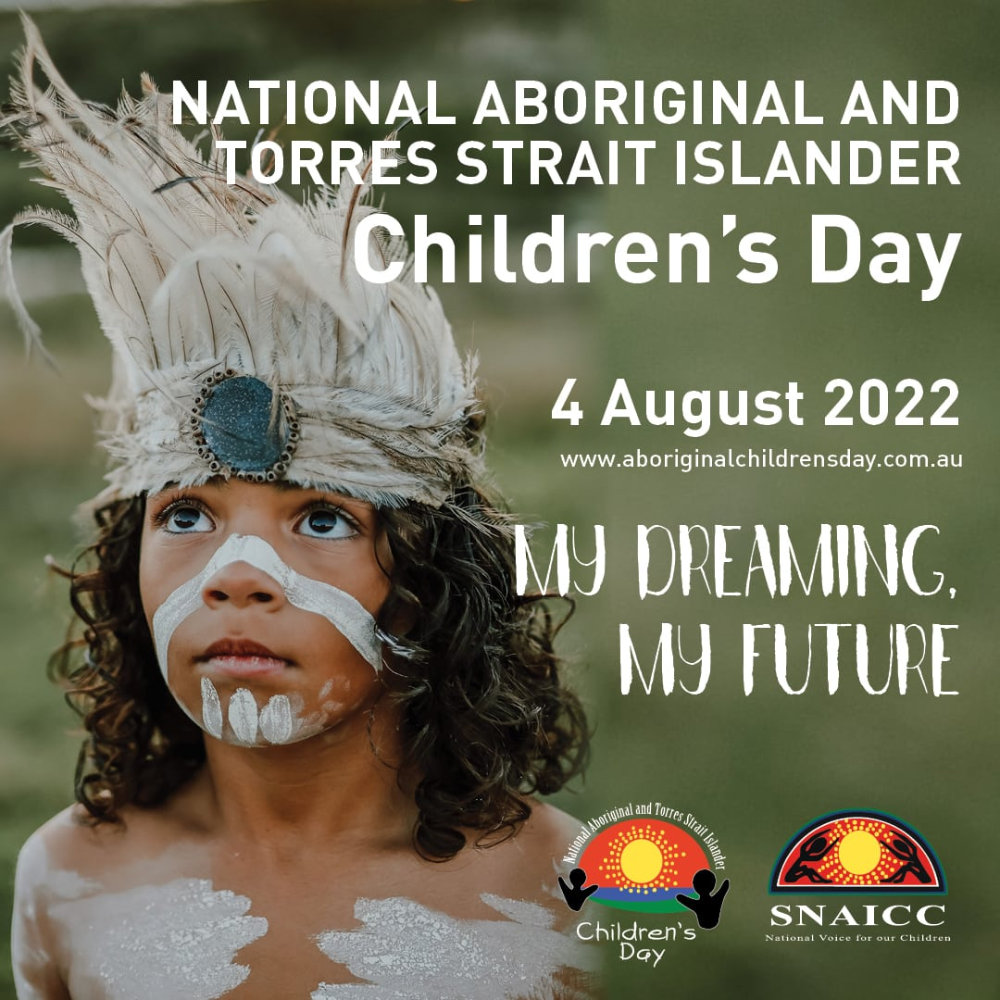 NATIONAL ABORIGINAL AND
TORRES STRAIT ISLANDER
Children’s Day
4 August 2022
www.aboriginalchildrensday.com.au
MY DREAMING,
MY FUTURE
National Aboriginal and Torres Strait Islander
Children's
Day
SNAICC
National Voice for our Children